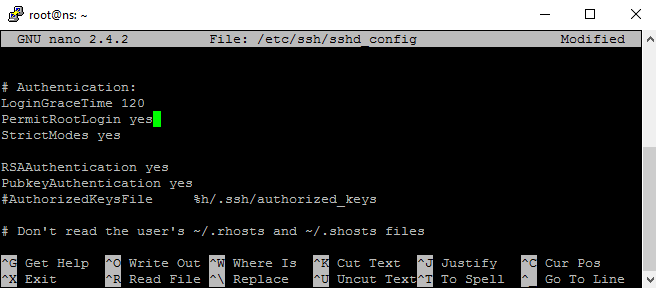 root@ns: ~
GNU nano 2.4.2 File: /etc/ssh/sshd_config Modified
# Authentication:
LoginGraceTime 120
PermitRootLogin yes
StrictModes yes
RSAAuthentication yes
PubkeyAuthentication yes
#AuthorizedKeysFile %h/.ssh/authorized_keys
# Don't read the user's ~/.rhosts and ~/.shosts files
^G Get Help ^O Write Out ^W Where Is ^K Cut Text ^J Justify ^C Cur Pos
^X Exit ^R Read File ^\ Replace ^U Uncut Text ^T To Spell ^_ Go To Line